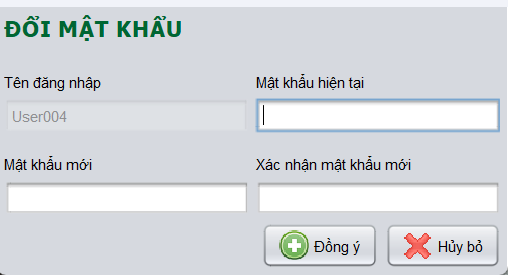 ĐỔI MẬT KHẨU
Tên đăng nhập
Mật khẩu hiện tại
User004
Mật khẩu mới
Xác nhận mật khẩu mới
Đồng ý
Hủy bỏ